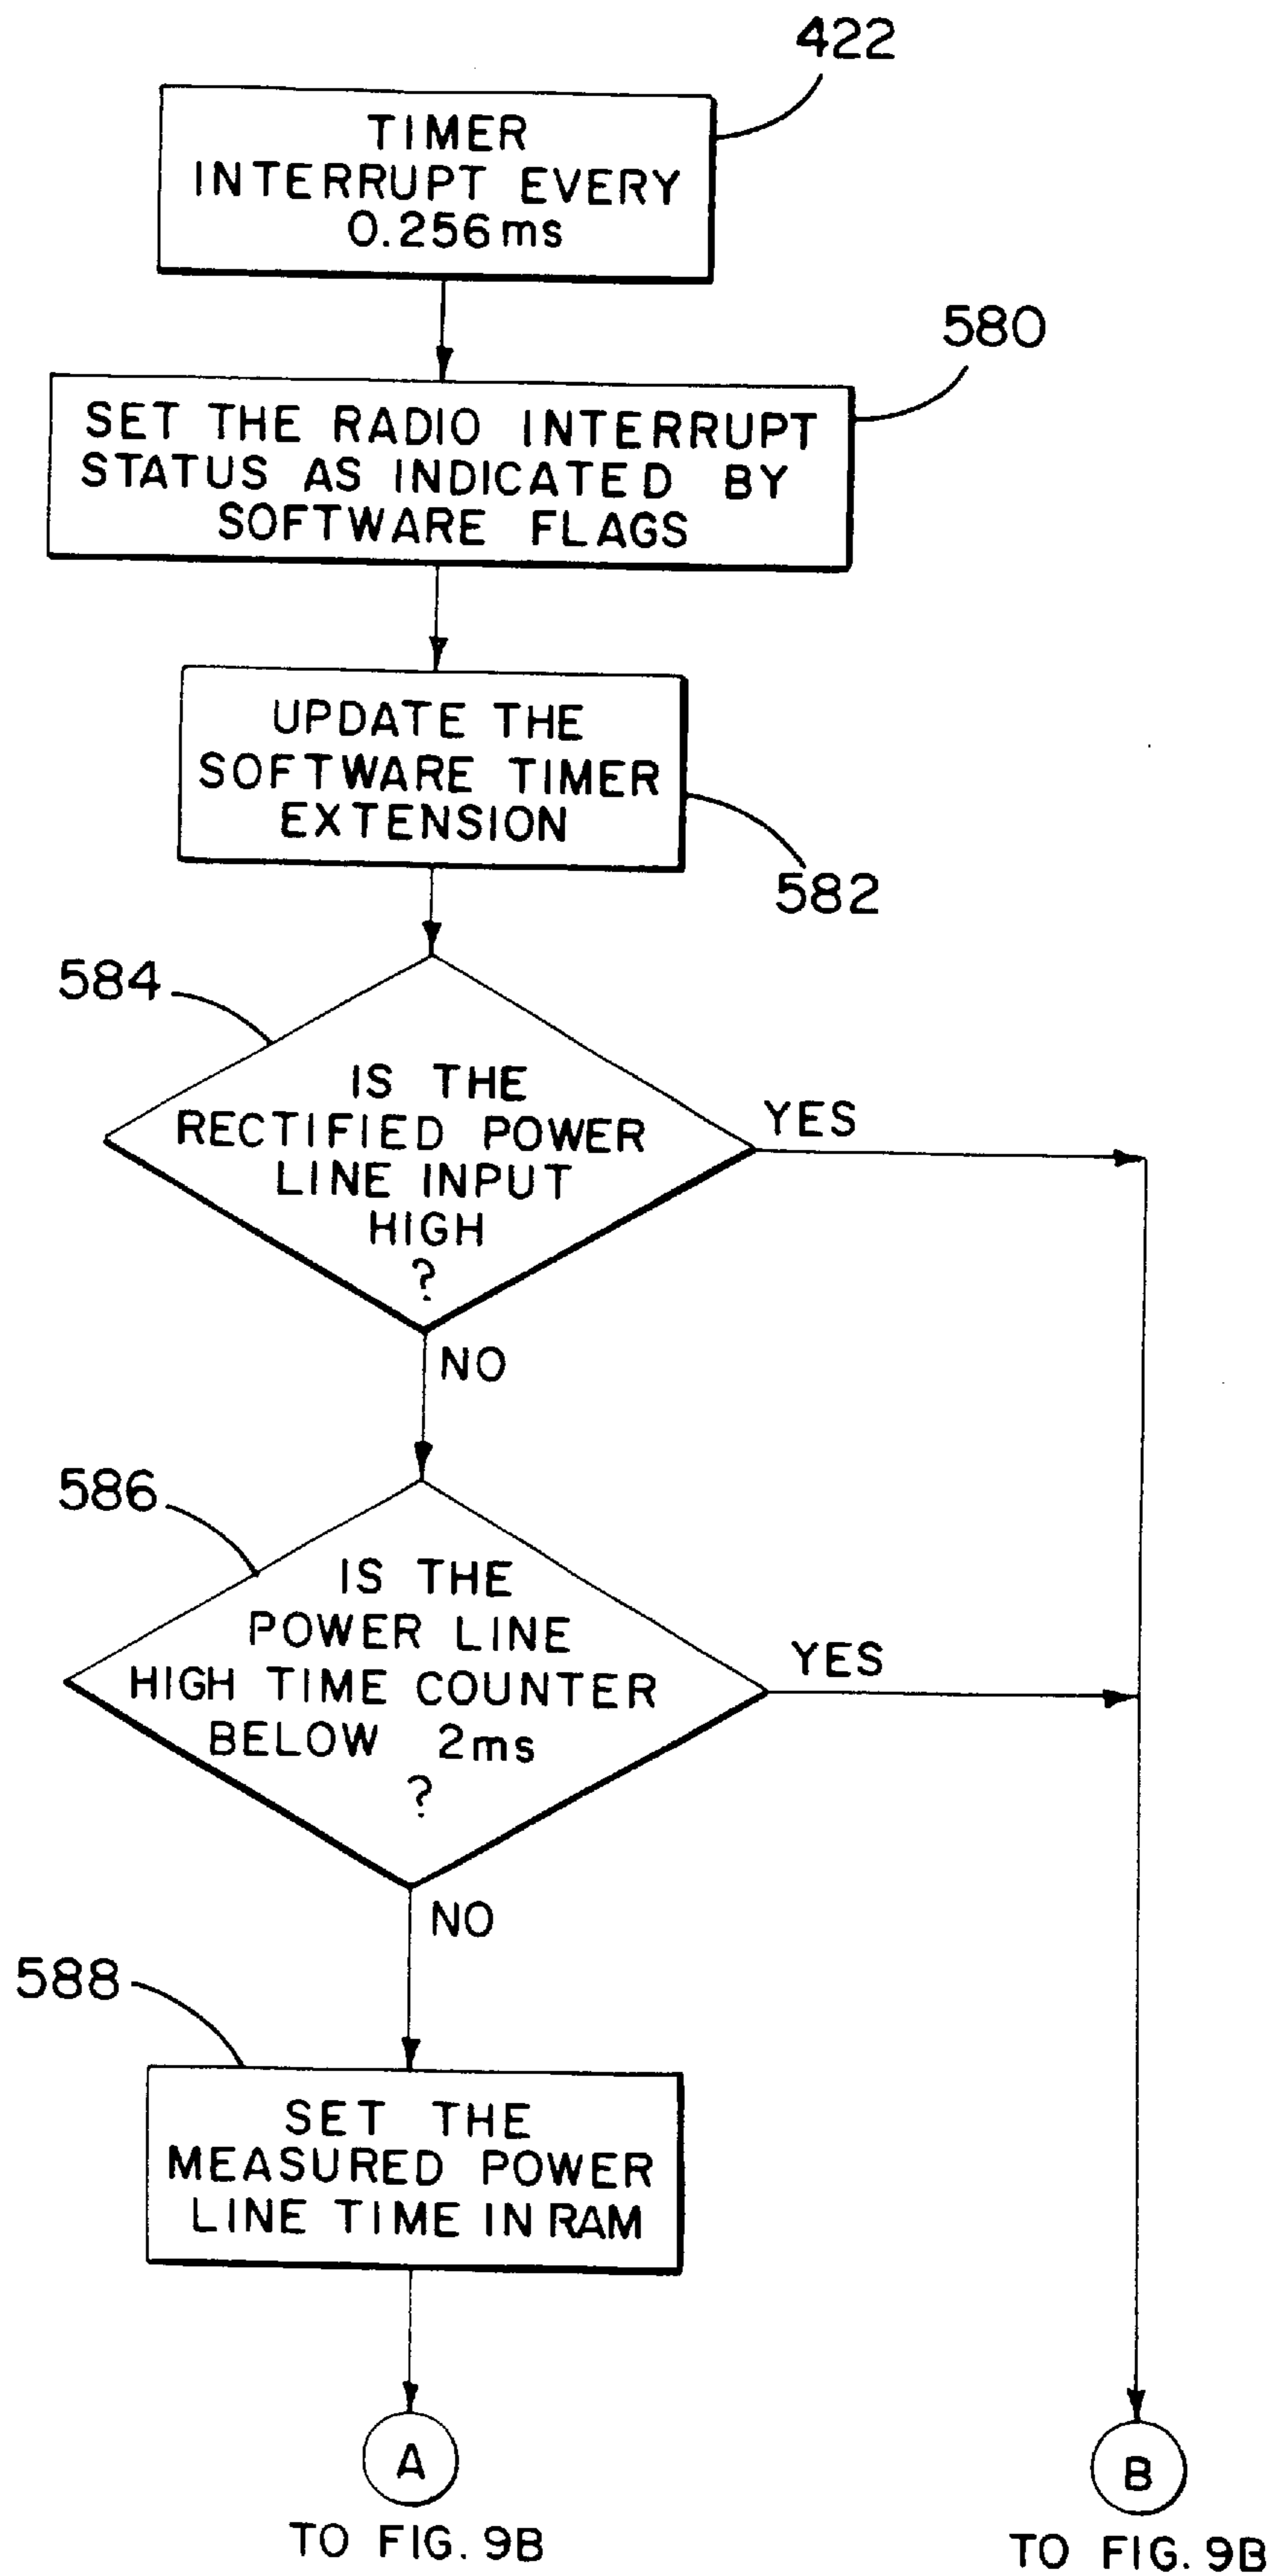 422
TIMER
INTERRUPT EVERY
0.256ms
580
SET THE RADIO INTERRUPT
STATUS AS INDICATED BY
SOFTWARE FLAGS
UPDATE THE
SOFTWARE TIMER
EXTENSION
582
584
IS THE
RECTIFIED POWER
LINE INPUT
HIGH
?
YES
NO
586
IS THE
POWER LINE
HIGH TIME COUNTER
BELOW 2ms
?
YES
NO
588
SET THE
MEASURED POWER
LINE TIME IN RAM
A
TO FIG. 9B
B
TO FIG. 9B